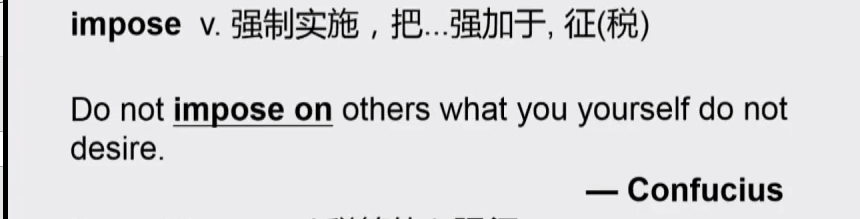 impose v. 强制实施，把...强加于, 征(税)
Do not impose on others what you yourself do not
desire.
— Confucius